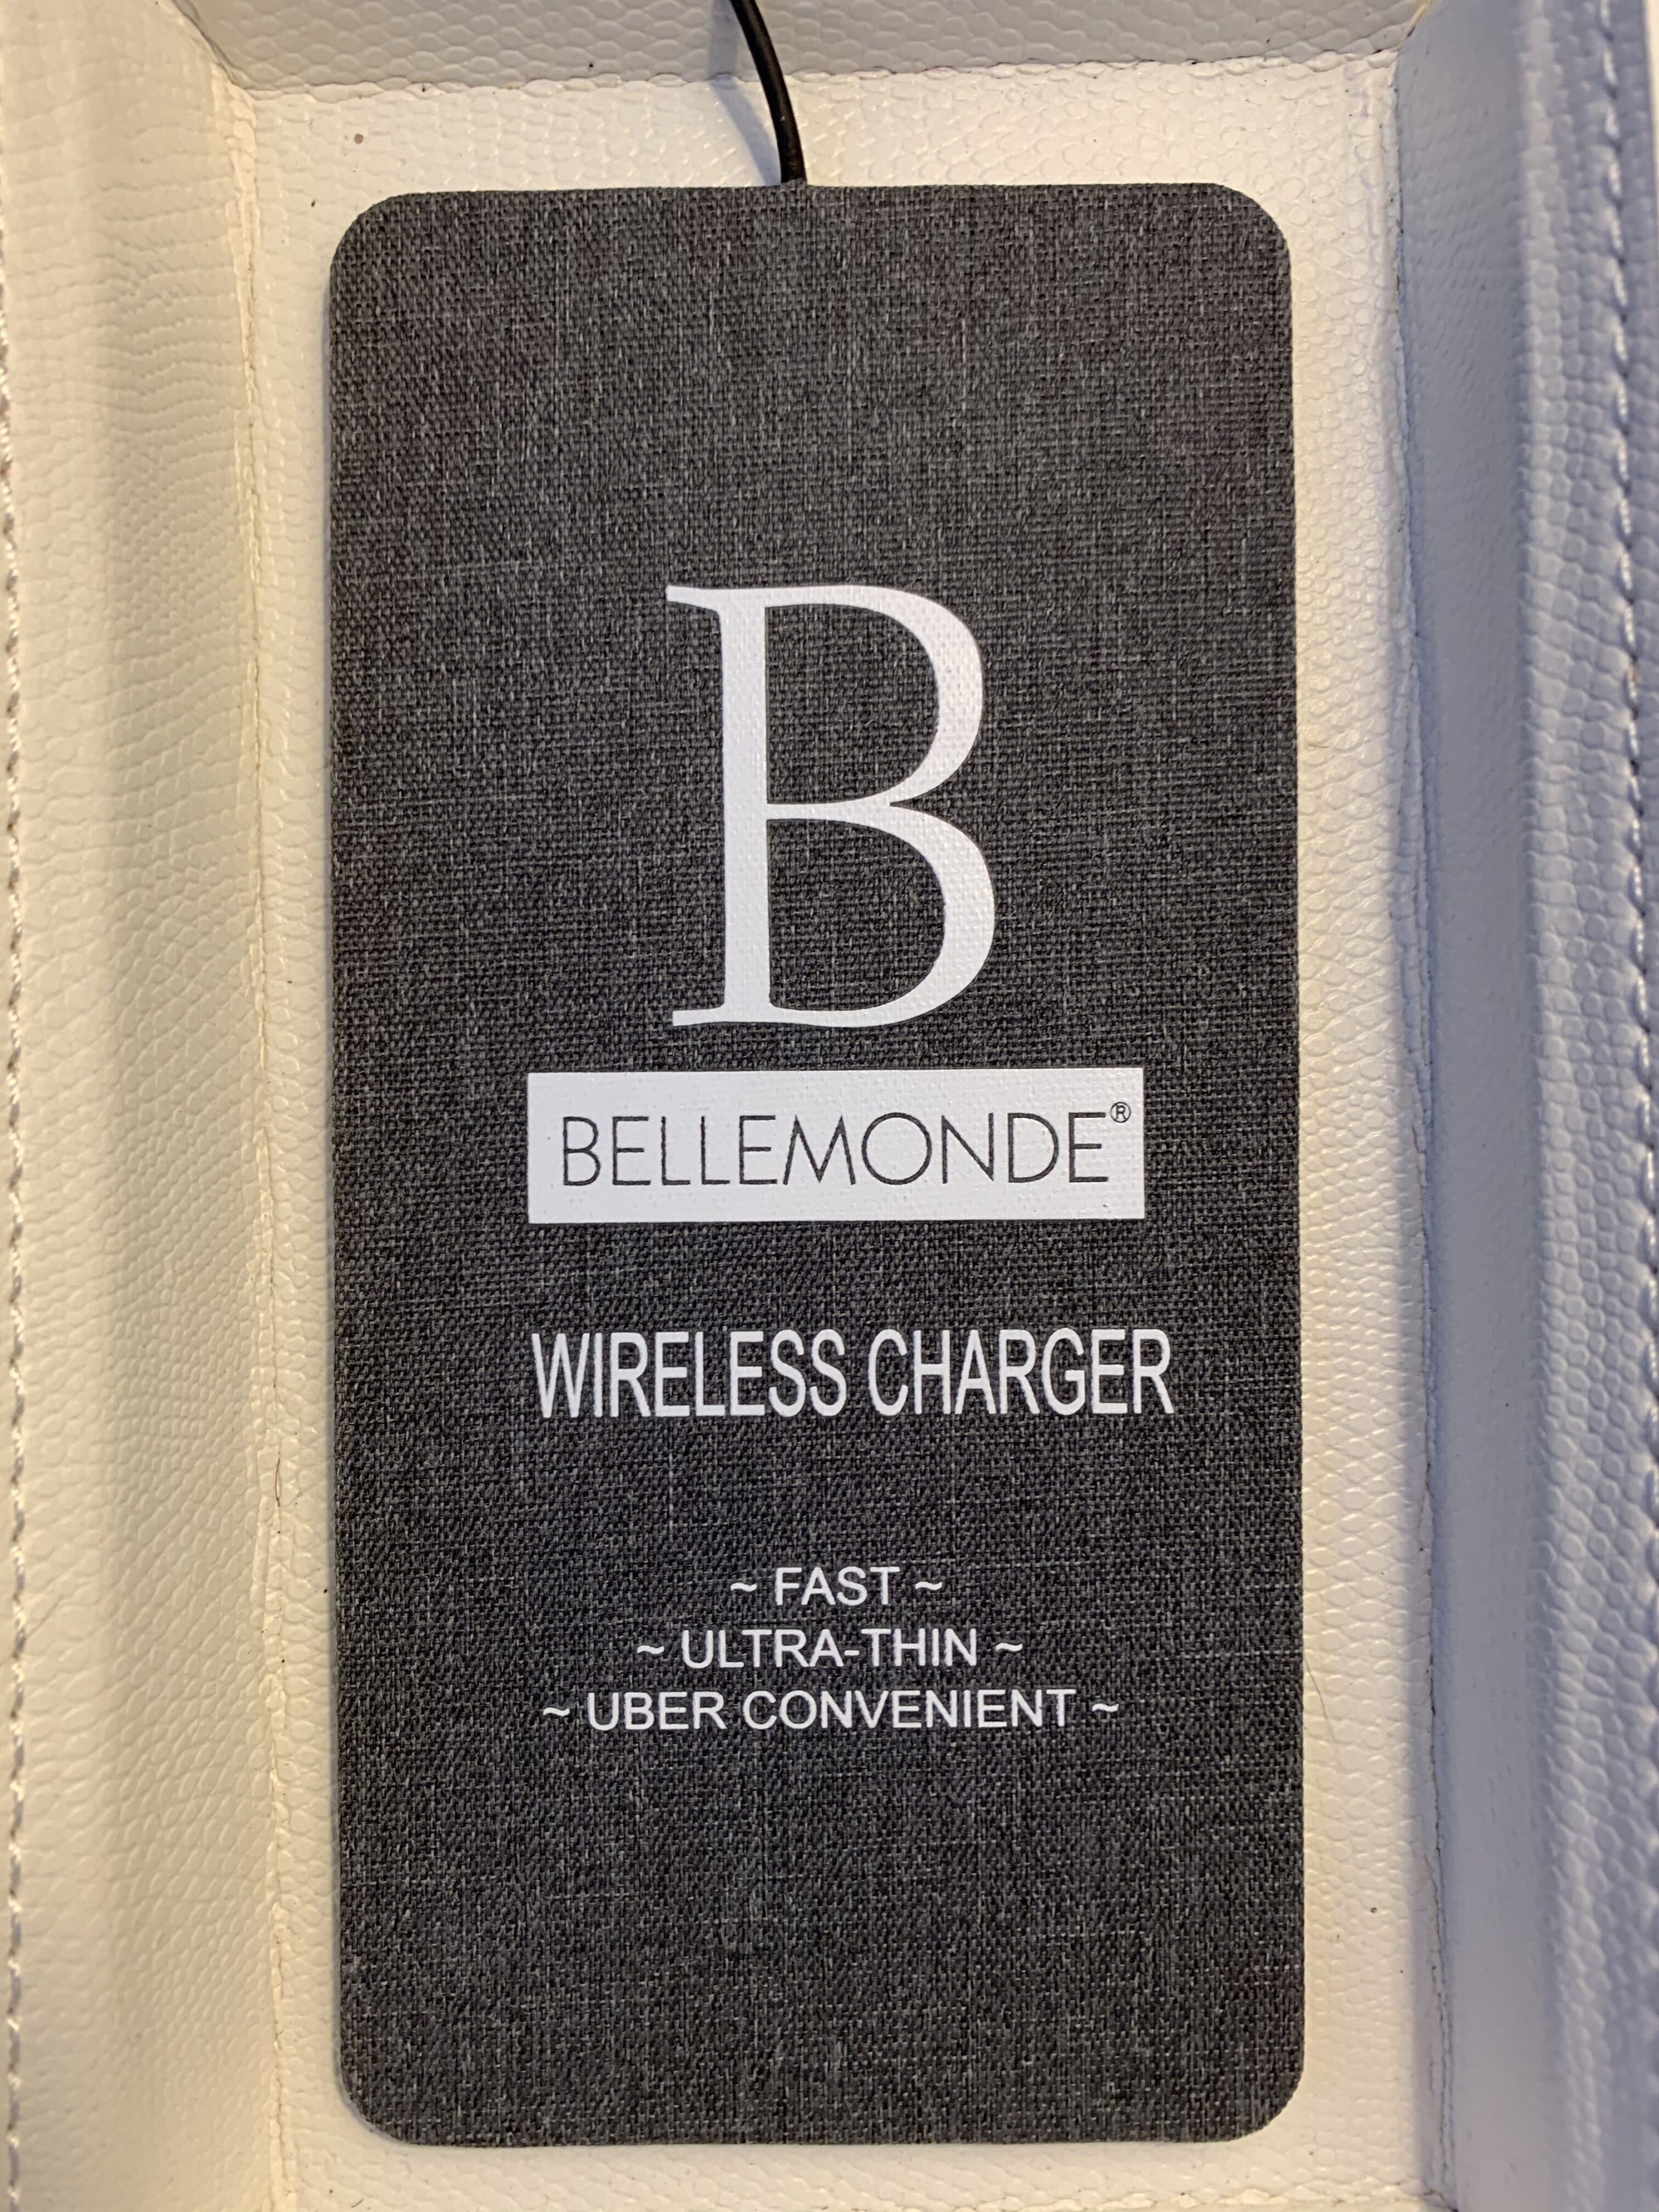 B
BELLEMONDE®
WIRELESS CHARGER
~ FAST ~
~ ULTRA-THIN ~
~ UBER CONVENIENT ~